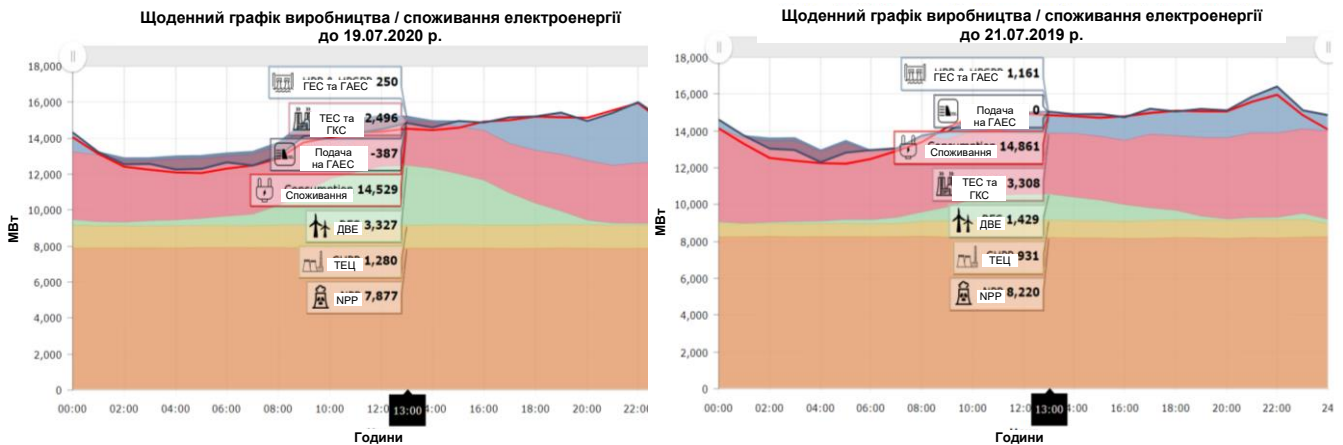 Щоденний графік виробництва / споживання електроенергії
до 19.07.2020 р.
18,000
16,000
14,000
12,000
10,000
8,000
6,000
4,000
2,000
0
МВт
ГЕС та ГАЕС 250
ТЕС та
ГКС 2,496
Подача
на ГАЕС -387
Споживання 14,529
ДВЕ 3,327
ТЕЦ 1,280
NPP 7,877
00:00 02:00 04:00 06:00 08:00 10:00 12:00 13:00 14:00 16:00 18:00 20:00 22:00
Години
Щоденний графік виробництва / споживання електроенергії
до 21.07.2019 р.
18,000
16,000
14,000
12,000
10,000
8,000
6,000
4,000
2,000
0
МВт
ГЕС та ГАЕС 1,161
Подача
на ГАЕС 0
Споживання 14,861
ТЕС та
ГКС 3,308
ДВЕ 1,429
ТЕЦ 931
NPP 8,220
00:00 02:00 04:00 06:00 08:00 10:00 12:00 13:00 14:00 16:00 18:00 20:00 22:00 24
Години